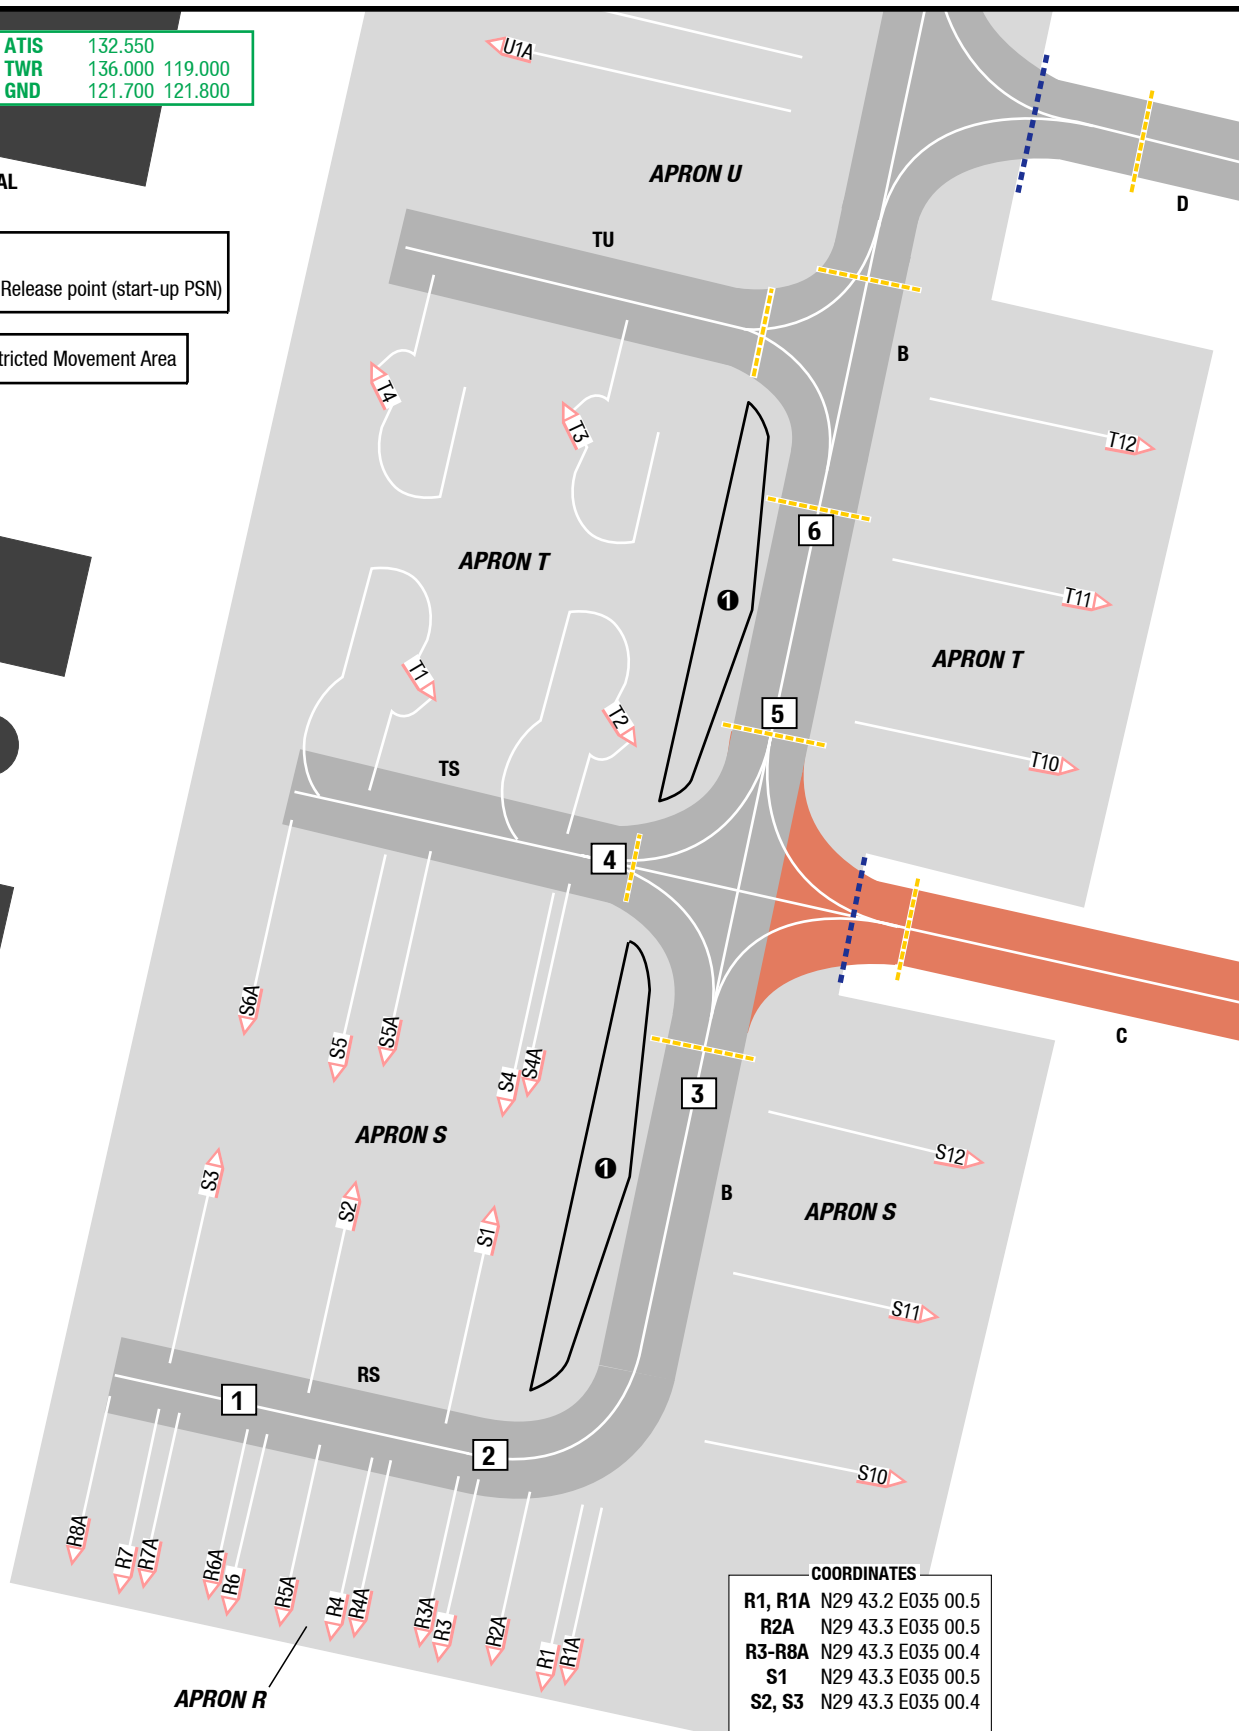 ATIS 132.550
TWR 136.000 119.000
GND 121.700 121.800
AL
Release point (start-up PSN)
tricted Movement Area
U1A
APRON U
TU
D
B
T4
T3
T12
6
APRON T
1
T11
APRON T
T1
T2
5
T10
TS
4
S6A
S5
S5A
S4
S4A
C
3
APRON S
1
S12
S3
S2
S1
B
APRON S
S11
RS
1
2
S10
R8A
R7
R7A
R6A
R6
R5A
R4
R4A
R3A
R3
R2A
R1
R1A
APRON R
COORDINATES
R1, R1A N29 43.2 E035 00.5
R2A N29 43.3 E035 00.5
R3-R8A N29 43.3 E035 00.4
S1 N29 43.3 E035 00.5
S2, S3 N29 43.3 E035 00.4